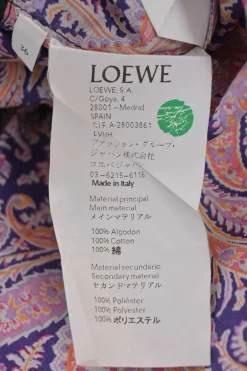 36
LOEWE
LOEWE, S.A.
C/Goya, 4
28001-Madrid
SPAIN
C.I.F.A-28003861
LVMH
ファッション・グループ・
ジャパン株式会社
ロエベジャパン
03-6215-6116
Made in Italy
Material principal
Main material
メインマテリアル
100% Algodon
100% Cotton
100% 綿
Material secundario
Secondary material
セカンドマテリアル
100% Poliéster
100% Polyester
100% ポリエステル